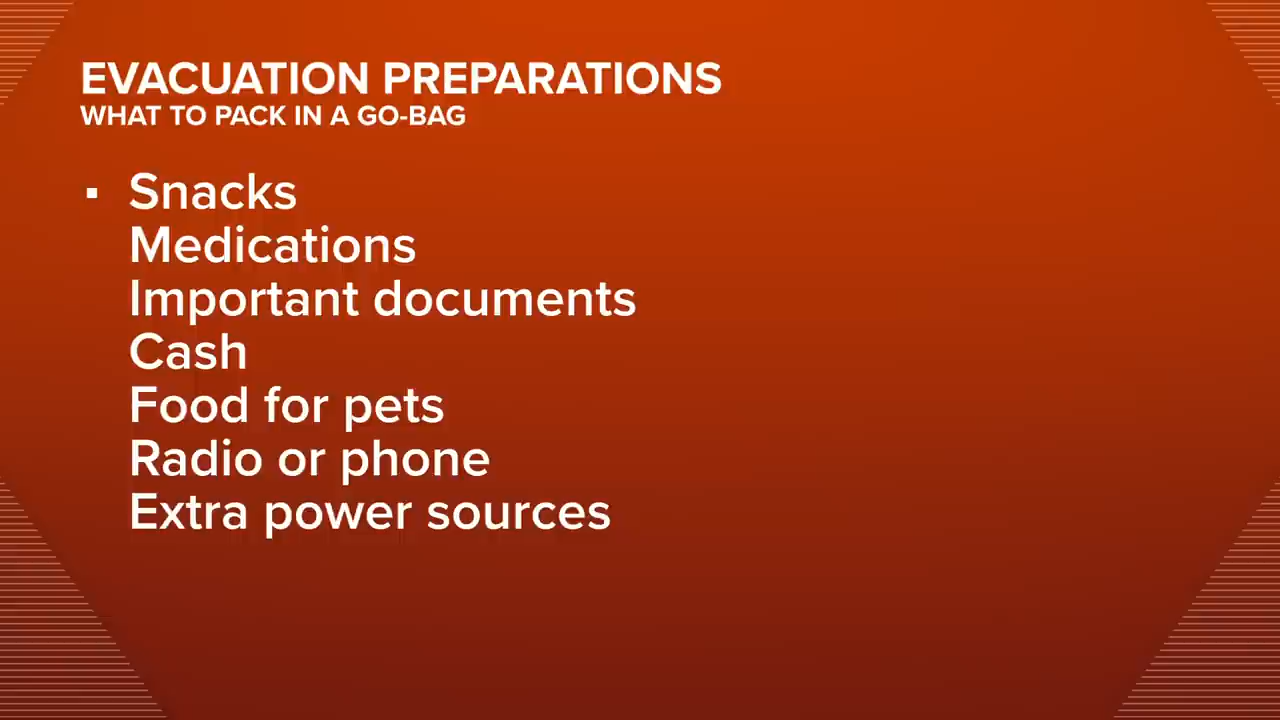 EVACUATION PREPARATIONS
WHAT TO PACK IN A GO-BAG
▪ Snacks
Medications
Important documents
Cash
Food for pets
Radio or phone
Extra power sources